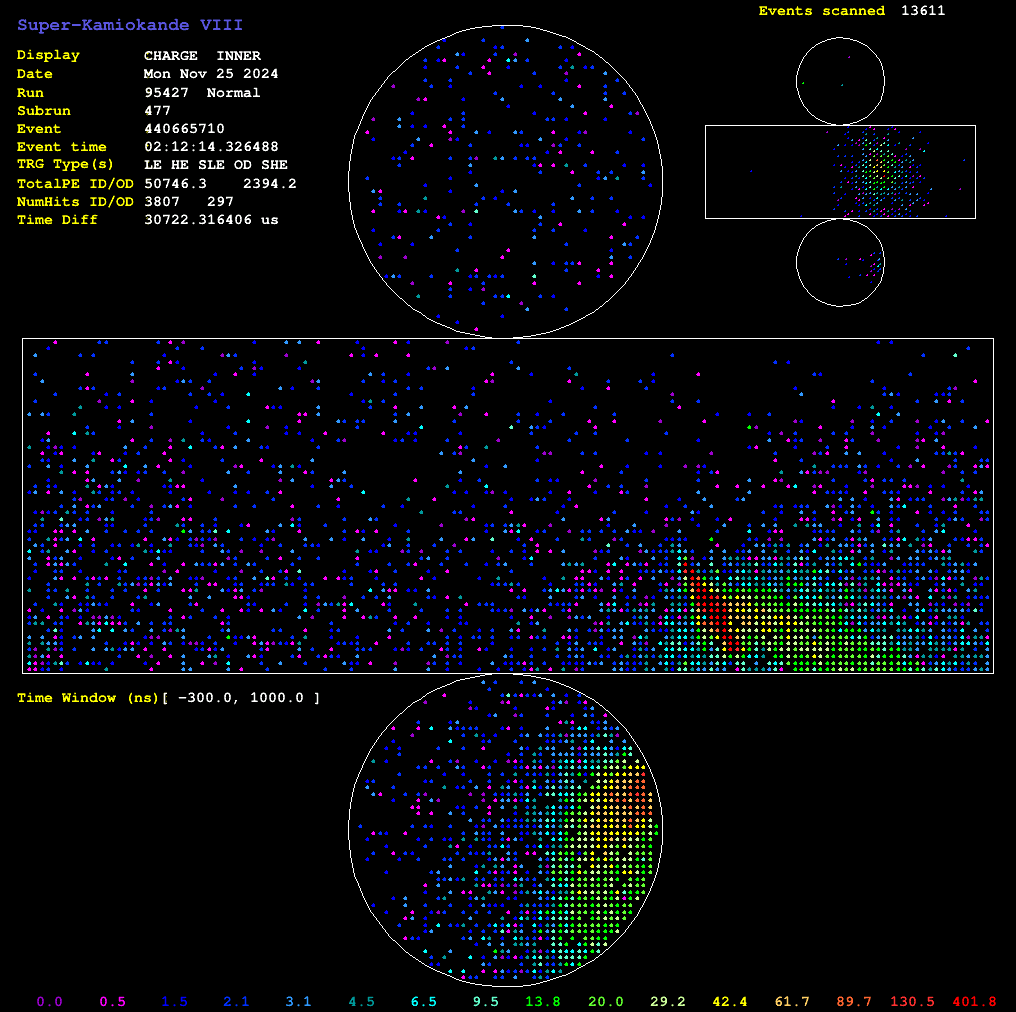 Super-Kamiokande VIII
Events scanned 13611
Display CHARGE INNER
Date Mon Nov 25 2024
Run 95427 Normal
Subrun 477
Event 440665710
Event time 02:12:14.326488
TRG Type(s) LE HE SLE OD SHE
TotalPE ID/OD 50746.3 2394.2
NumHits ID/OD 3807 297
Time Diff 30722.316406 us
Time Window (ns)[ -300.0, 1000.0 ]
0.0 0.5 1.5 2.1 3.1 4.5 6.5 9.5 13.8 20.0 29.2 42.4 61.7 89.7 130.5 401.8